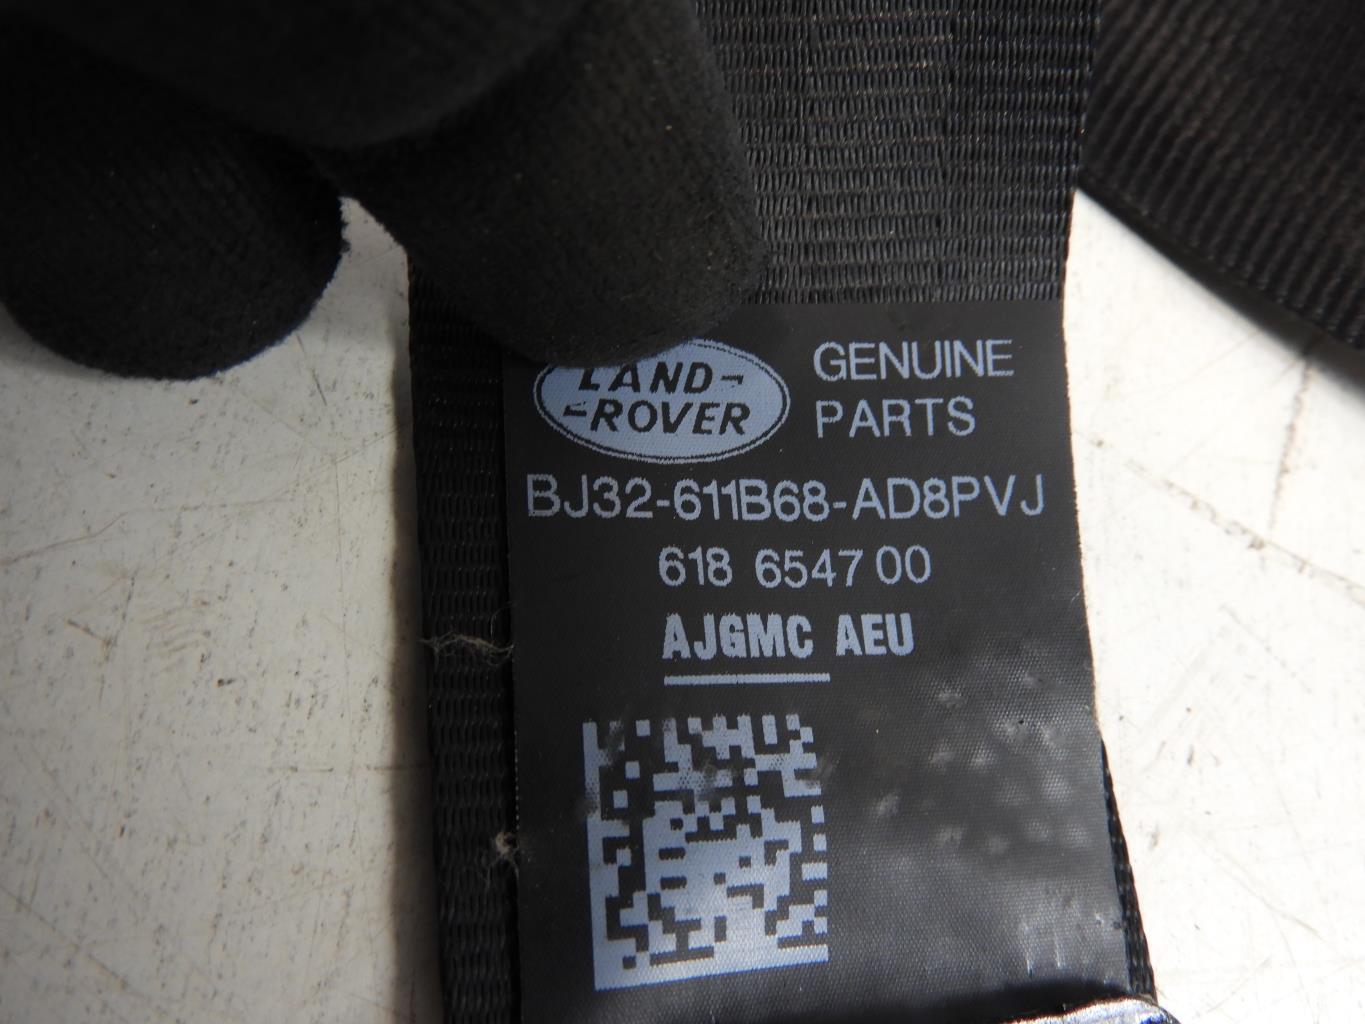 LAND-
-ROVER
GENUINE
PARTS
BJ32-611B68-AD8PVJ
618 6547 00
AJGMC AEU